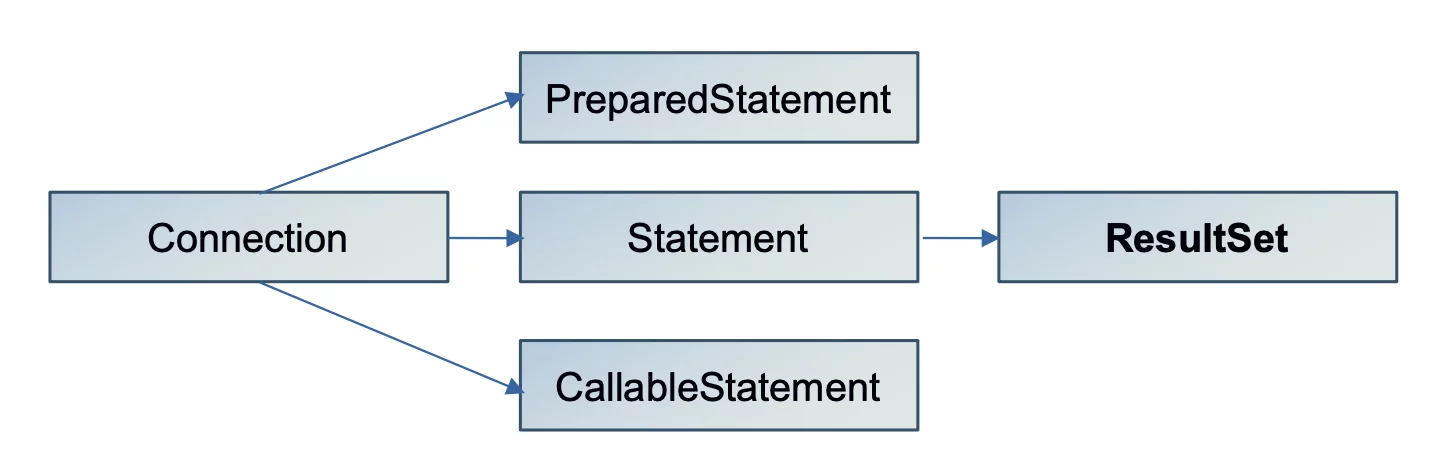 PreparedStatement
Connection
Statement
ResultSet
CallableStatement